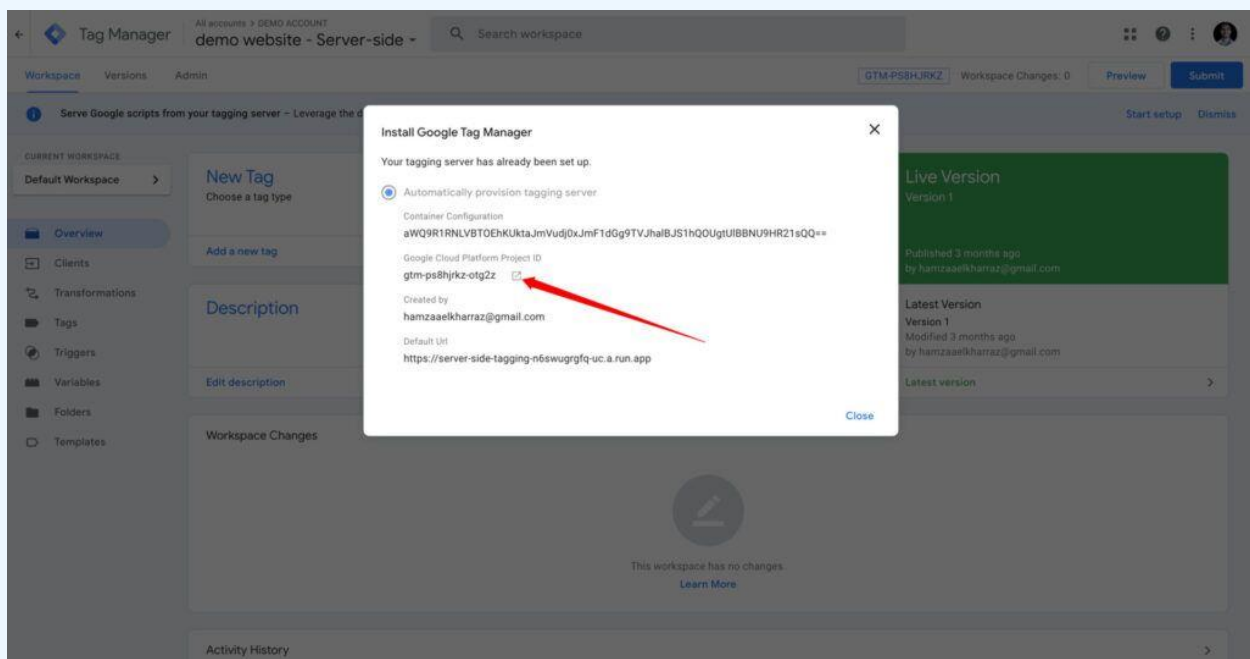 Tag Manager
All accounts > DEMO ACCOUNT
demo website - Server-side
Search workspace
Workspace Versions Admin
GTM-PS8HJRKZ Workspace Changes: 0 Preview Submit
Serve Google scripts from your tagging server – Leverage the d
Start setup Dismiss
CURRENT WORKSPACE
Default Workspace
Overview
Clients
Transformations
Tags
Triggers
Variables
Folders
Templates
New Tag
Choose a tag type
Add a new tag
Description
Edit description
Install Google Tag Manager
Your tagging server has already been set up.
Automatically provision tagging server
Container Configuration
Google Cloud Platform Project ID
gtm-ps8hjrkz-otg2z
Created by
hamzaaelkharraz@gmail.com
Default Url
https://server-side-tagging-n6swugrgfq-uc.a.run.app
Close
Live Version
Version 1
Published 3 months ago
by hamzaaelkharraz@gmail.com
Latest Version
Version 1
Modified 3 months ago
by hamzaaelkharraz@gmail.com
Latest version
Workspace Changes
This workspace has no changes.
Learn More
Activity History